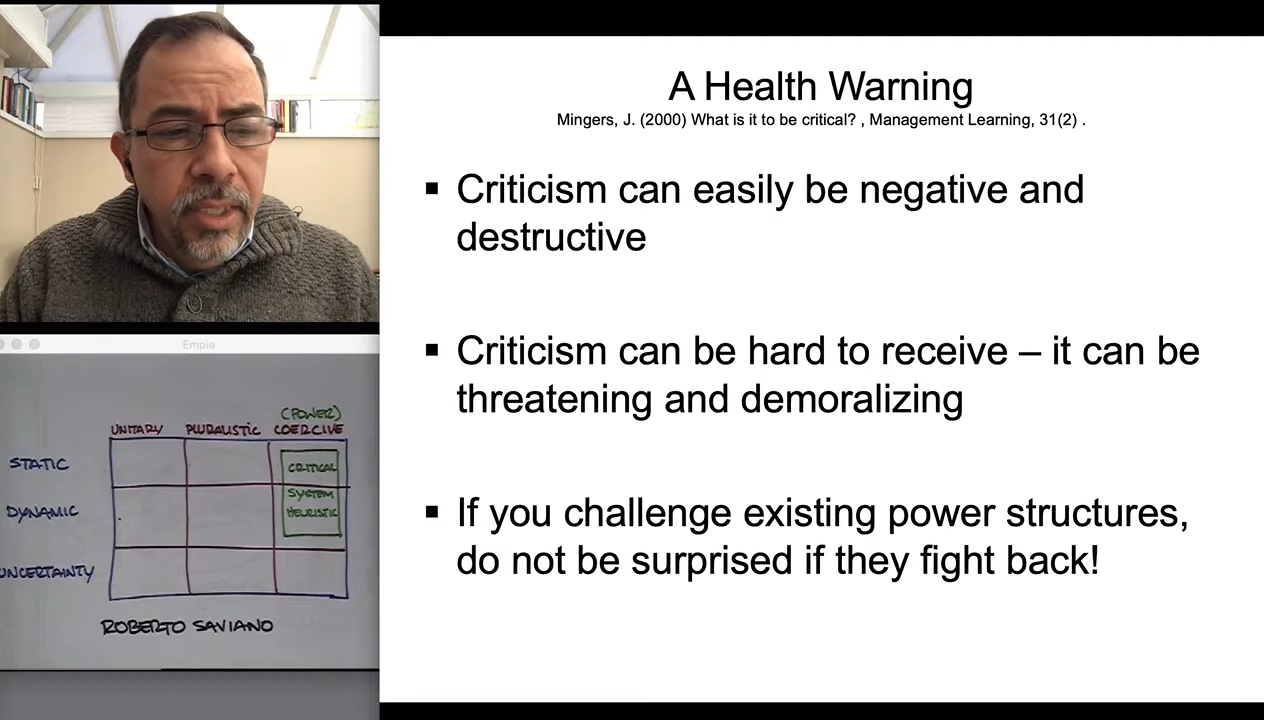 A Health Warning
Mingers, J. (2000) What is it to be critical? , Management Learning, 31(2) .
▪ Criticism can easily be negative and
destructive
▪ Criticism can be hard to receive – it can be
threatening and demoralizing
▪ If you challenge existing power structures,
do not be surprised if they fight back!
Empia
(POWER)
UNITARY PLURALISTIC COERCIVE
STATIC
CRITICAL
SYSTEM
DYNAMIC
HEURISTIC
UNCERTAINTY
ROBERTO SAVIANO